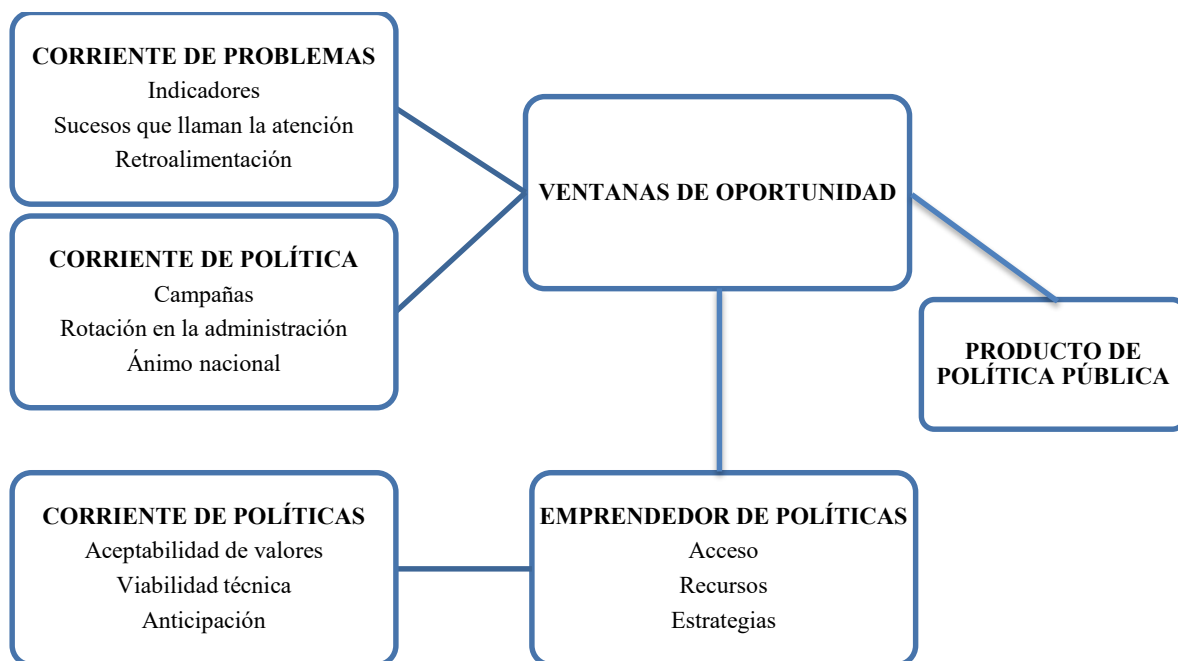 CORRIENTE DE PROBLEMAS
Indicadores
Sucesos que llaman la atención
Retroalimentación
CORRIENTE DE POLÍTICA
Campañas
Rotación en la administración
Ánimo nacional
VENTANAS DE OPORTUNIDAD
PRODUCTO DE
POLÍTICA PÚBLICA
CORRIENTE DE POLÍTICAS
Aceptabilidad de valores
Viabilidad técnica
Anticipación
EMPRENDEDOR DE POLÍTICAS
Acceso
Recursos
Estrategias